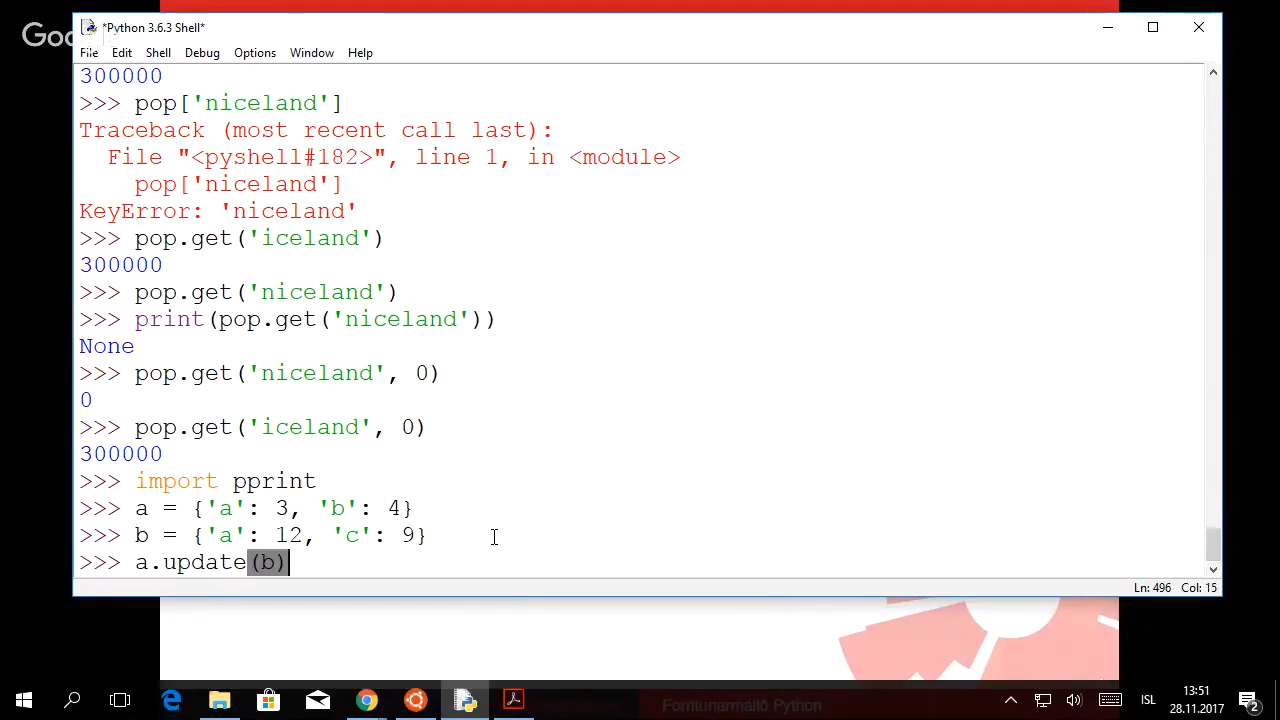 *Python 3.6.3 Shell*
File Edit Shell Debug Options Window Help
300000
>>> pop['niceland']
Traceback (most recent call last):
  File "<pyshell#182>", line 1, in <module>
    pop['niceland']
KeyError: 'niceland'
>>> pop.get('iceland')
300000
>>> pop.get('niceland')
>>> print(pop.get('niceland'))
None
>>> pop.get('niceland', 0)
0
>>> pop.get('iceland', 0)
300000
>>> import pprint
>>> a = {'a': 3, 'b': 4}
>>> b = {'a': 12, 'c': 9}
>>> a.update(b)
Ln: 496 Col: 15
Forritunarmálið Python
ISL
13:51
28.11.2017
2